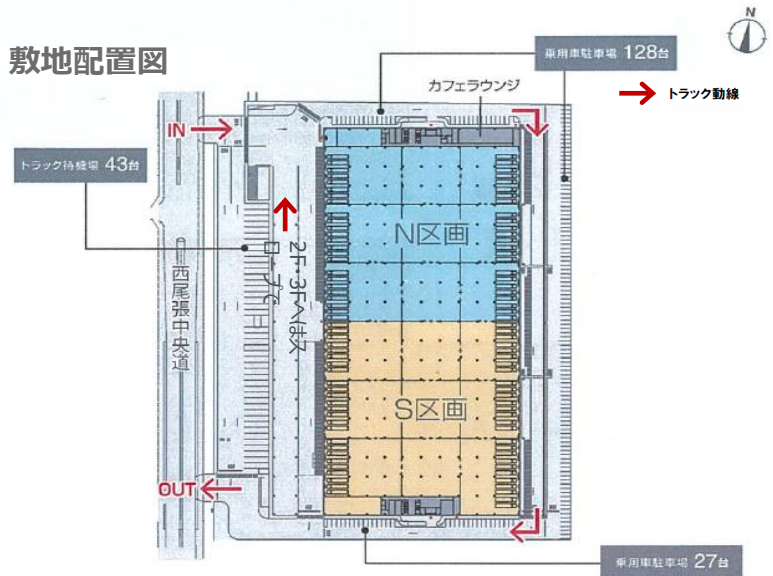 N
敷地配置図
乗用車駐車場 128台
カフェラウンジ
トラック動線
IN
トラック待機場 43台
N区画
2F・3Fへはス
ロープで
西尾張中央道
S区画
OUT
乗用車駐車場 27台